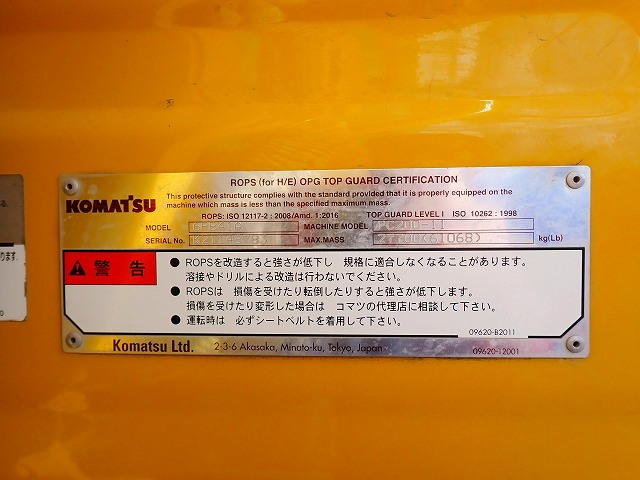 ROPS (for H/E) OPG TOP GUARD CERTIFICATION
This protective structure complies with the standard provided that it is properly equipped on the
machine which mass is less than the specified maximum mass.
KOMATSU
ROPS: ISO 12117-2 : 2008/Amd. 1:2016 TOP GUARD LEVEL I ISO 10262 : 1998
MODEL MACHINE MODEL PC200-11
SERIAL No. MAX.MASS 27700(61068) kg(Lb)
警告
● ROPSを改造すると強さが低下し 規格に適合しなくなることがあります。
溶接やドリルによる改造は行わないでください。
● ROPSは 損傷を受けたり転倒したりすると強さが低下します。
損傷を受けたり変形した場合は コマツの代理店に相談して下さい。
● 運転時は 必ずシートベルトを着用して下さい。
09620-B2011
Komatsu Ltd. 2-3-6 Akasaka, Minato-ku, Tokyo, Japan
09620-12001
ります.